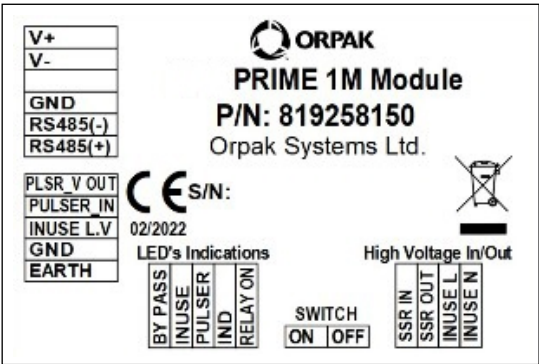 V+
V-
GND
RS485(-)
RS485(+)
ORPAK
PRIME 1M Module
P/N: 819258150
Orpak Systems Ltd.
PLSR_V OUT
PULSER_IN
INUSE L.V
GND
EARTH
CE S/N:
02/2022
LED's Indications
BY PASS
INUSE
PULSER
IND
RELAY ON
SWITCH
ON OFF
High Voltage In/Out
SSR IN
SSR OUT
INUSE L
INUSE N